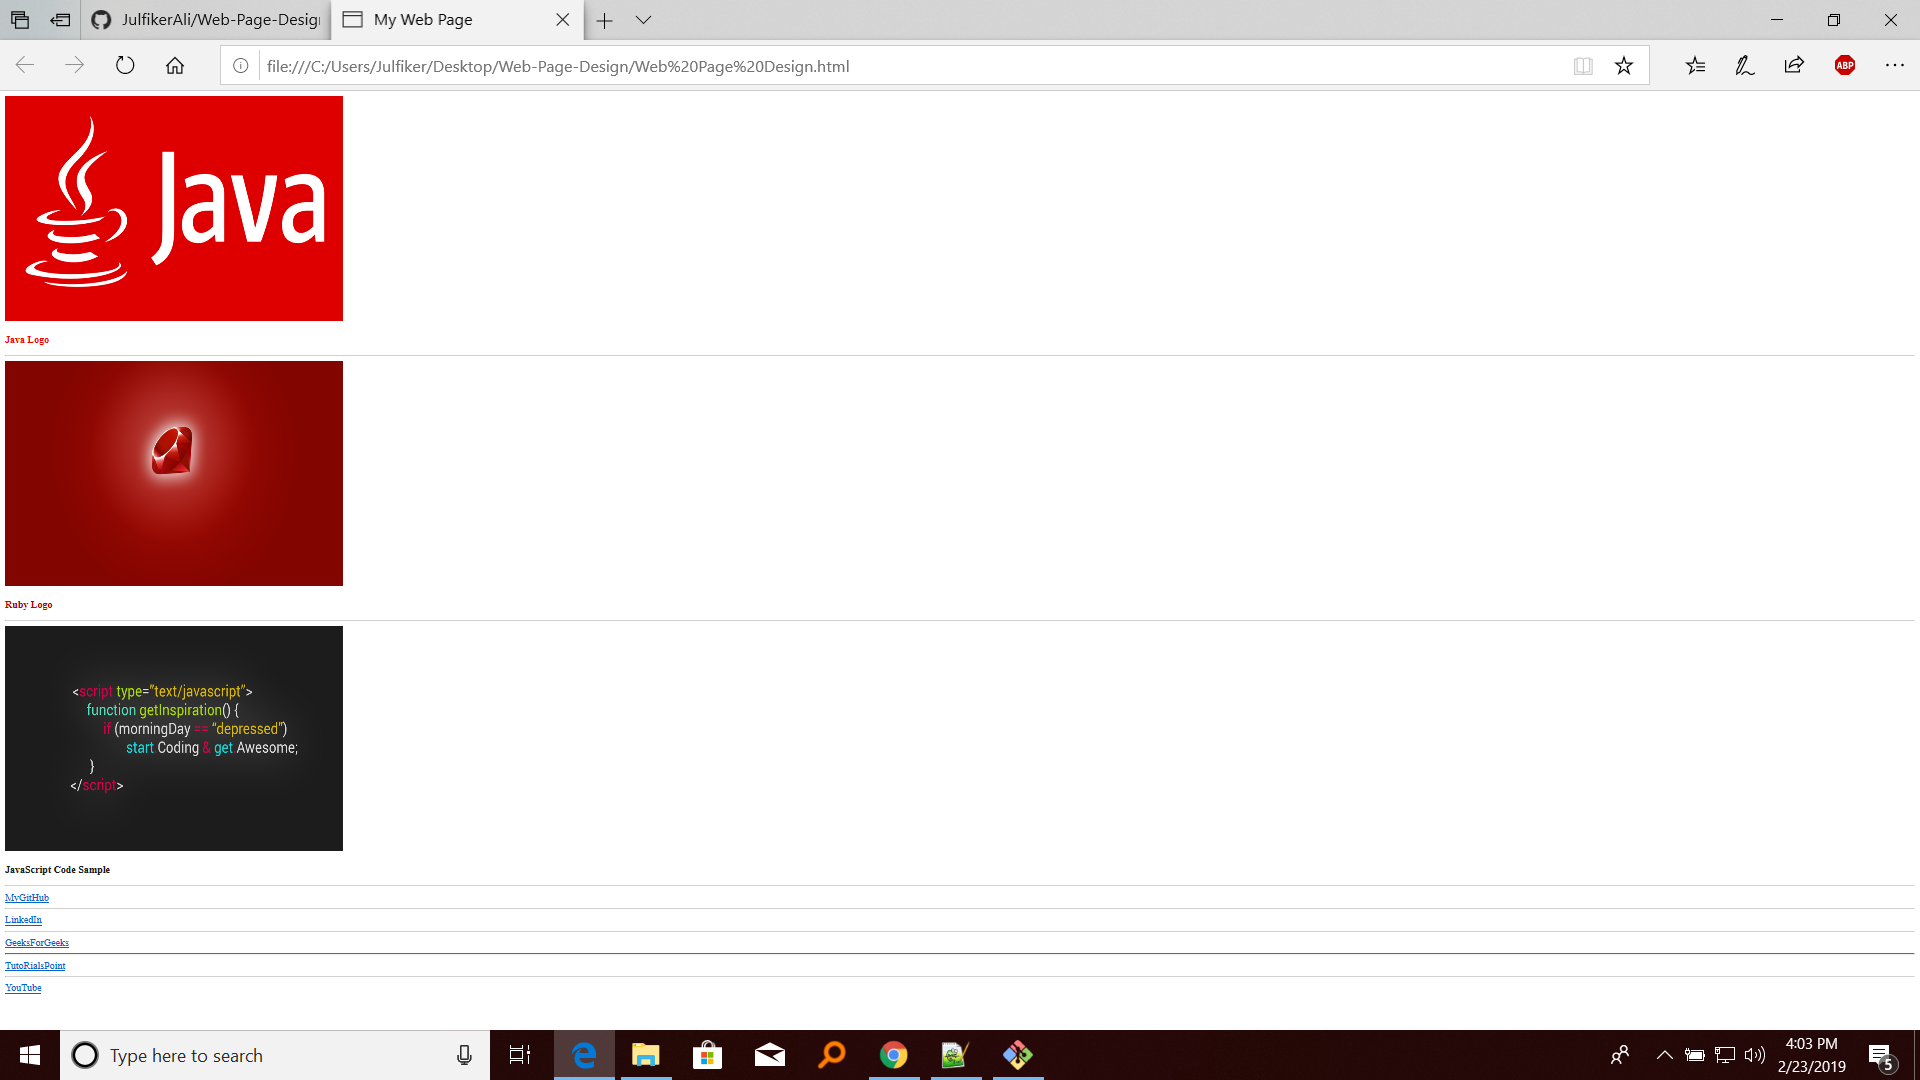 JulfikerAli/Web-Page-Desig
My Web Page
file:///C:/Users/Julfiker/Desktop/Web-Page-Design/Web%20Page%20Design.html
ABP
Java
Java Logo
Ruby Logo
<script type="text/javascript">
function getInspiration() {
if (morningDay == “depressed”)
start Coding & get Awesome;
}
</script>
JavaScript Code Sample
MyGitHub
LinkedIn
GeeksForGeeks
TutoRialsPoint
YouTube
Type here to search
4:03 PM
2/23/2019
5